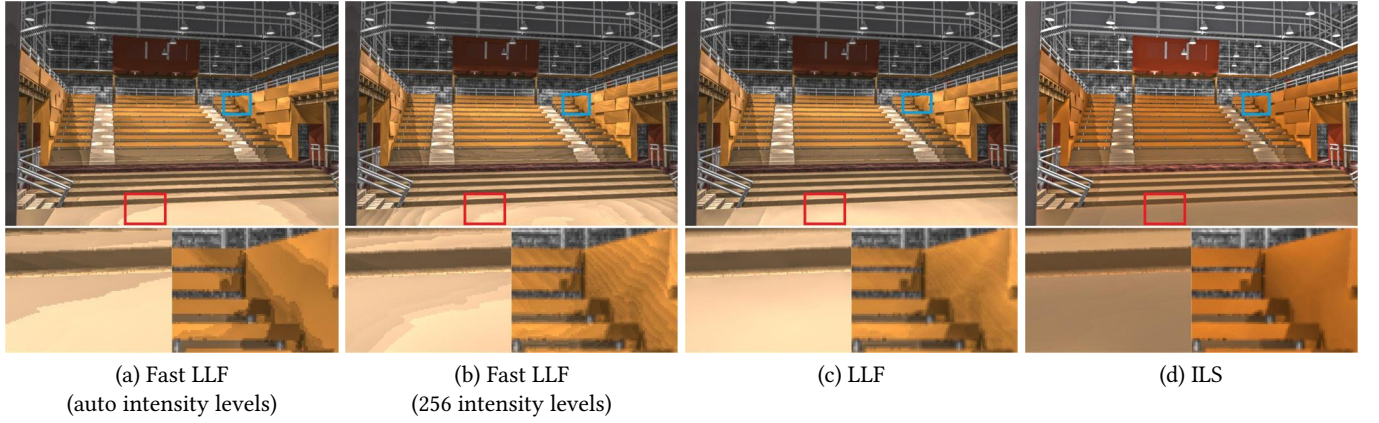 (a) Fast LLF
(auto intensity levels)
(b) Fast LLF
(256 intensity levels)
(c) LLF
(d) ILS